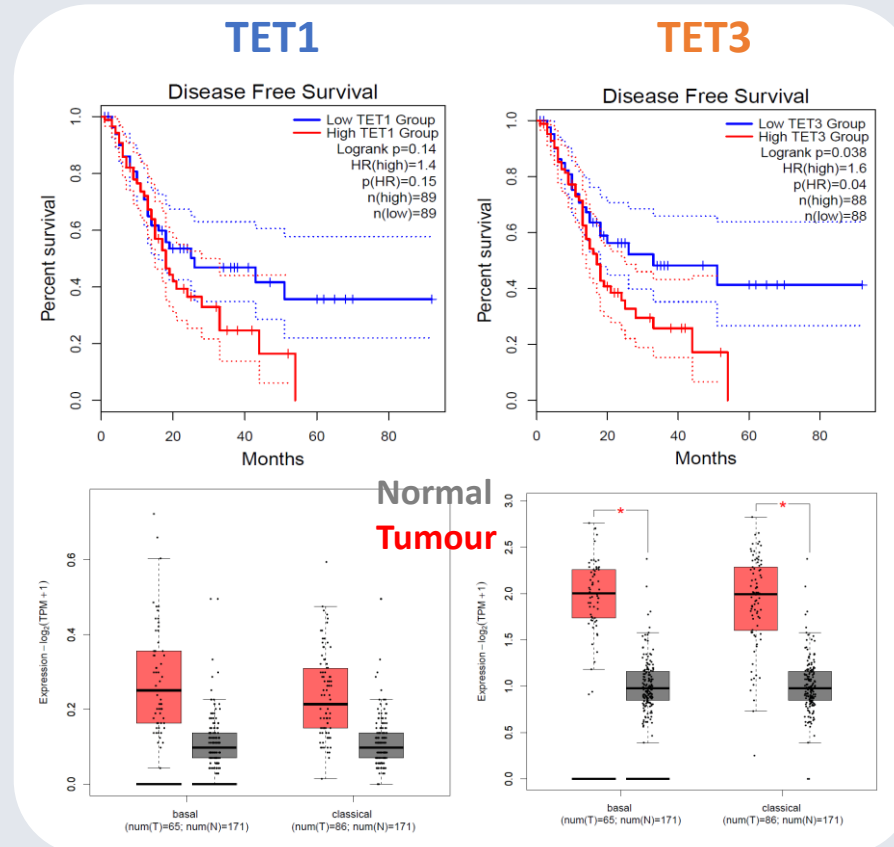 TET1
TET3
Disease Free Survival
Low TET1 Group
High TET1 Group
Logrank p=0.14
HR(high)=1.4
p(HR)=0.15
n(high)=89
n(low)=89
Percent survival
1.0
0.8
0.6
0.4
0.2
0.0
0 20 40 60 80
Months
Disease Free Survival
Low TET3 Group
High TET3 Group
Logrank p=0.038
HR(high)=1.6
p(HR)=0.04
n(high)=88
n(low)=88
Percent survival
1.0
0.8
0.6
0.4
0.2
0.0
0 20 40 60 80
Months
Normal
Tumour
Expression − log₂(TPM + 1)
0.6
0.4
0.2
0.0
basal
(num(T)=65; num(N)=171)
classical
(num(T)=86; num(N)=171)
Expression − log₂(TPM + 1)
3.0
2.5
2.0
1.5
1.0
0.5
0.0
* *
basal
(num(T)=65; num(N)=171)
classical
(num(T)=86; num(N)=171)